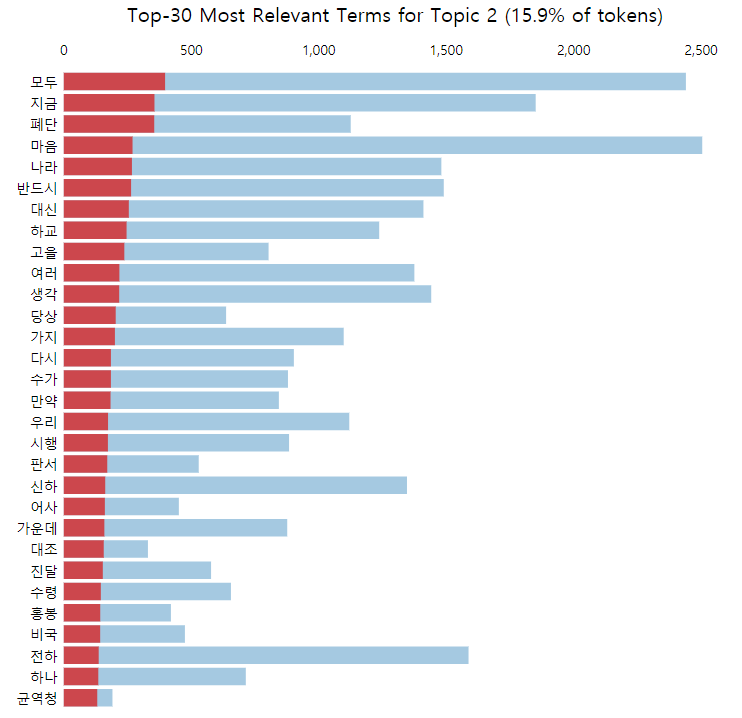 Top-30 Most Relevant Terms for Topic 2 (15.9% of tokens)
0 500 1,000 1,500 2,000 2,500
모두
지금
폐단
마음
나라
반드시
대신
하교
고을
여러
생각
당상
가지
다시
수가
만약
우리
시행
판서
신하
어사
가운데
대조
진달
수령
홍봉
비국
전하
하나
균역청